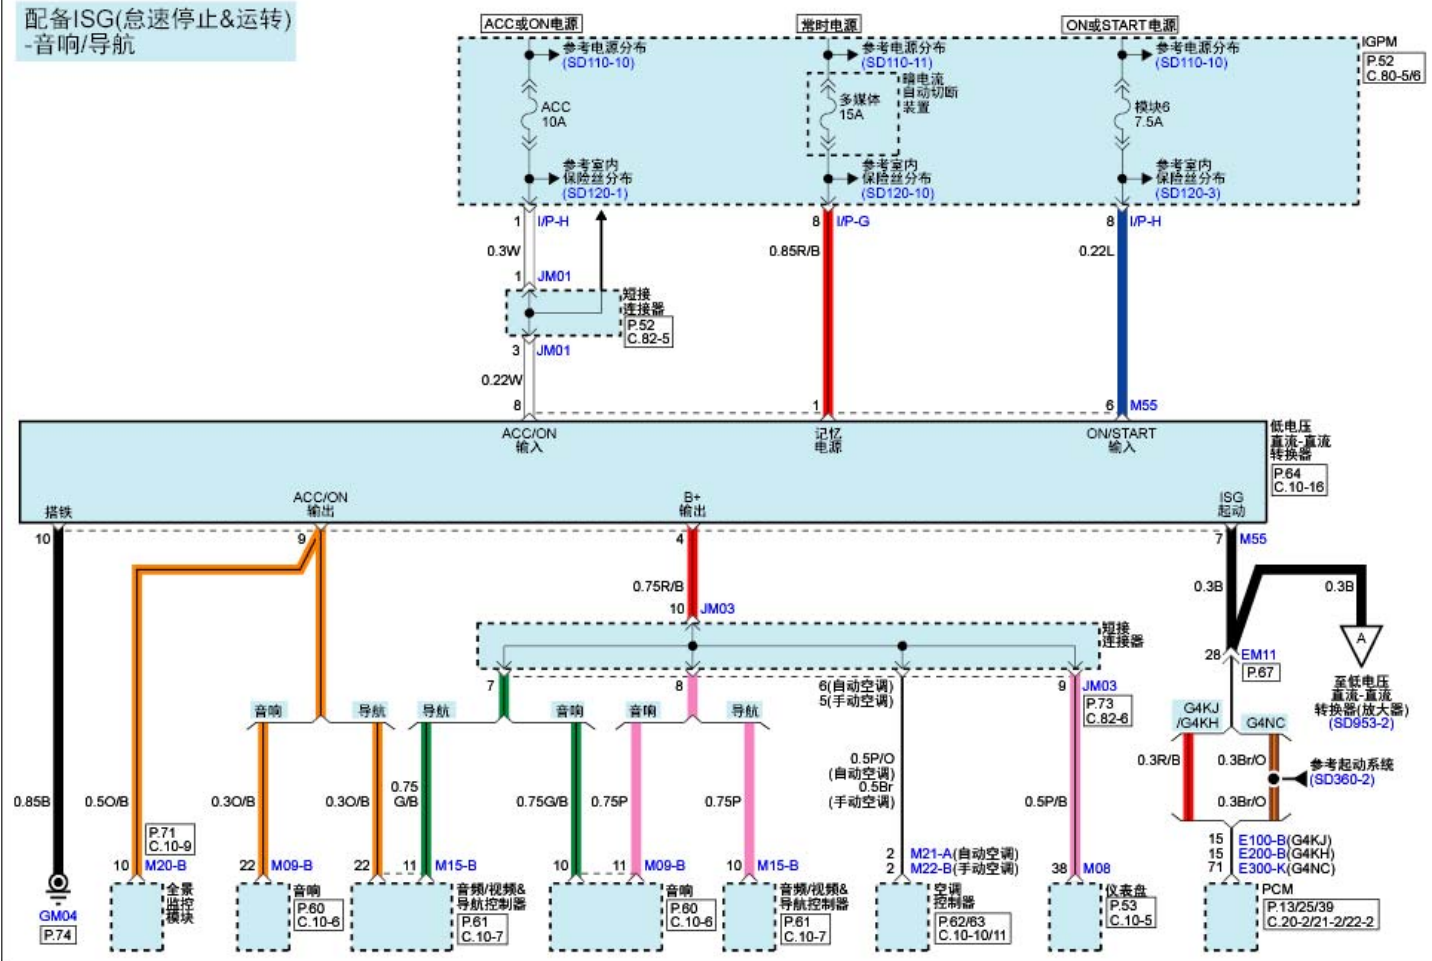 配备ISG(怠速停止&运转)
-音响/导航
ACC或ON电源
常时电源
ON或START电源
IGPM
P.52
C.80-5/6
参考电源分布
(SD110-10)
参考电源分布
(SD110-11)
参考电源分布
(SD110-10)
暗电流
自动切断
装置
ACC
10A
多媒体
15A
模块6
7.5A
参考室内
保险丝分布
(SD120-1)
参考室内
保险丝分布
(SD120-10)
参考室内
保险丝分布
(SD120-3)
1 I/P-H
8 I/P-G
8 I/P-H
0.3W
0.85R/B
0.22L
1 JM01
短接
连接器
P.52
C.82-5
3 JM01
0.22W
8
1
6 M55
ACC/ON
输入
记忆
电源
ON/START
输入
低电压
直流-直流
转换器
P.64
C.10-16
搭铁
ACC/ON
输出
B+
输出
ISG
起动
10
9
4
7 M55
0.75R/B
0.3B
0.3B
10 JM03
短接
连接器
A
28 EM11
P.67
至低电压
直流-直流
转换器(放大器)
(SD953-2)
7
8
6(自动空调)
5(手动空调)
9 JM03
P.73
C.82-6
音响
导航
导航
音响
音响
导航
G4KJ
/G4KH
G4NC
0.5P/O
(自动空调)
0.5Br
(手动空调)
0.3R/B
0.3Br/O
参考起动系统
(SD360-2)
0.85B
0.5O/B
0.3O/B
0.3O/B
0.75
G/B
0.75G/B
0.75P
0.75P
0.5P/B
0.3Br/O
P.71
C.10-9
10 M20-B
22 M09-B
22
11 M15-B
10
11 M09-B
10 M15-B
2 M21-A(自动空调)
2 M22-B(手动空调)
38 M08
15 E100-B(G4KJ)
15 E200-B(G4KH)
71 E300-K(G4NC)
GM04
P.74
全景
监控
模块
音响
P.60
C.10-6
音频/视频&
导航控制器
P.61
C.10-7
音响
P.60
C.10-6
音频/视频&
导航控制器
P.61
C.10-7
空调
控制器
P.62/63
C.10-10/11
仪表盘
P.53
C.10-5
PCM
P.13/25/39
C.20-2/21-2/22-2